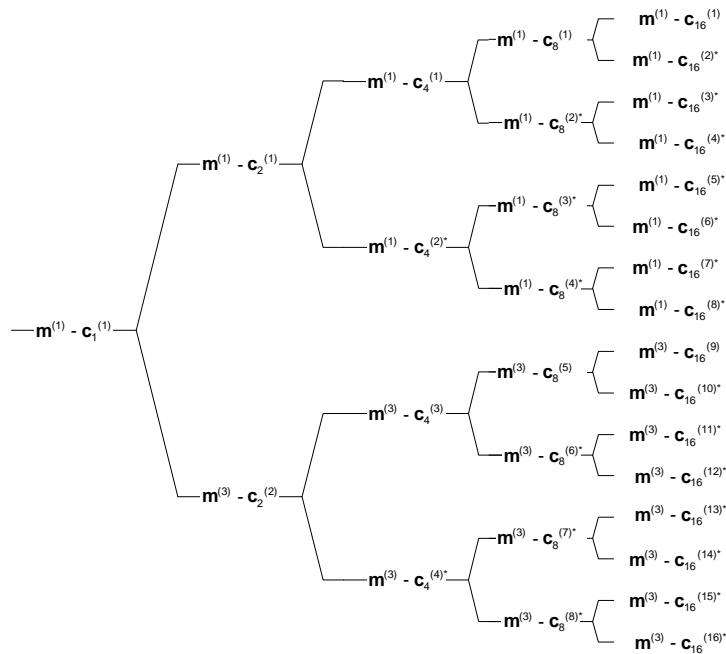 m(1) - c16(1)
m(1) - c8(1)
m(1) - c16(2)*
m(1) - c4(1)
m(1) - c16(3)*
m(1) - c8(2)*
m(1) - c16(4)*
m(1) - c2(1)
m(1) - c16(5)*
m(1) - c8(3)*
m(1) - c16(6)*
m(1) - c4(2)*
m(1) - c16(7)*
m(1) - c8(4)*
m(1) - c16(8)*
m(1) - c1(1)
m(3) - c16(9)
m(3) - c8(5)
m(3) - c16(10)*
m(3) - c4(3)
m(3) - c16(11)*
m(3) - c8(6)*
m(3) - c16(12)*
m(3) - c2(2)
m(3) - c16(13)*
m(3) - c8(7)*
m(3) - c16(14)*
m(3) - c4(4)*
m(3) - c16(15)*
m(3) - c8(8)*
m(3) - c16(16)*